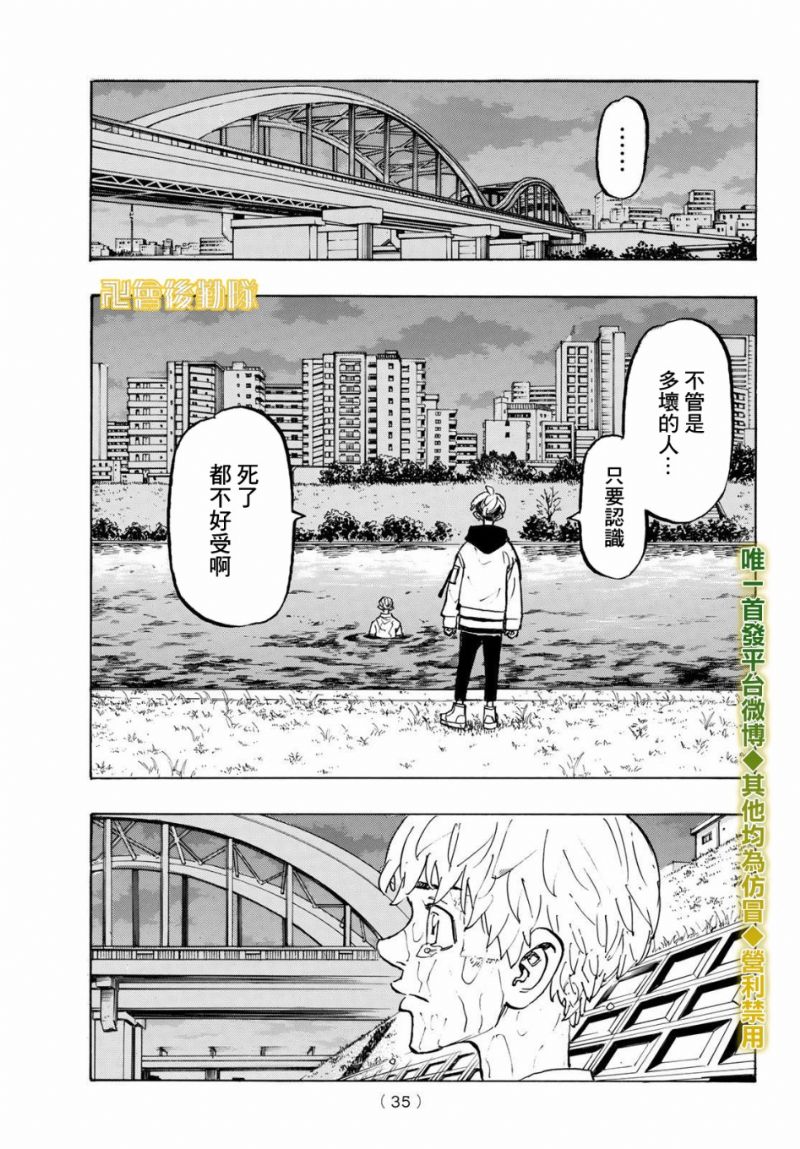 ……
不管是
多壞的人…
只要認識
死了
都不好受啊
卍會後勤隊
唯一首發平台微博◆其他均為仿冒◆營利禁用
（35）